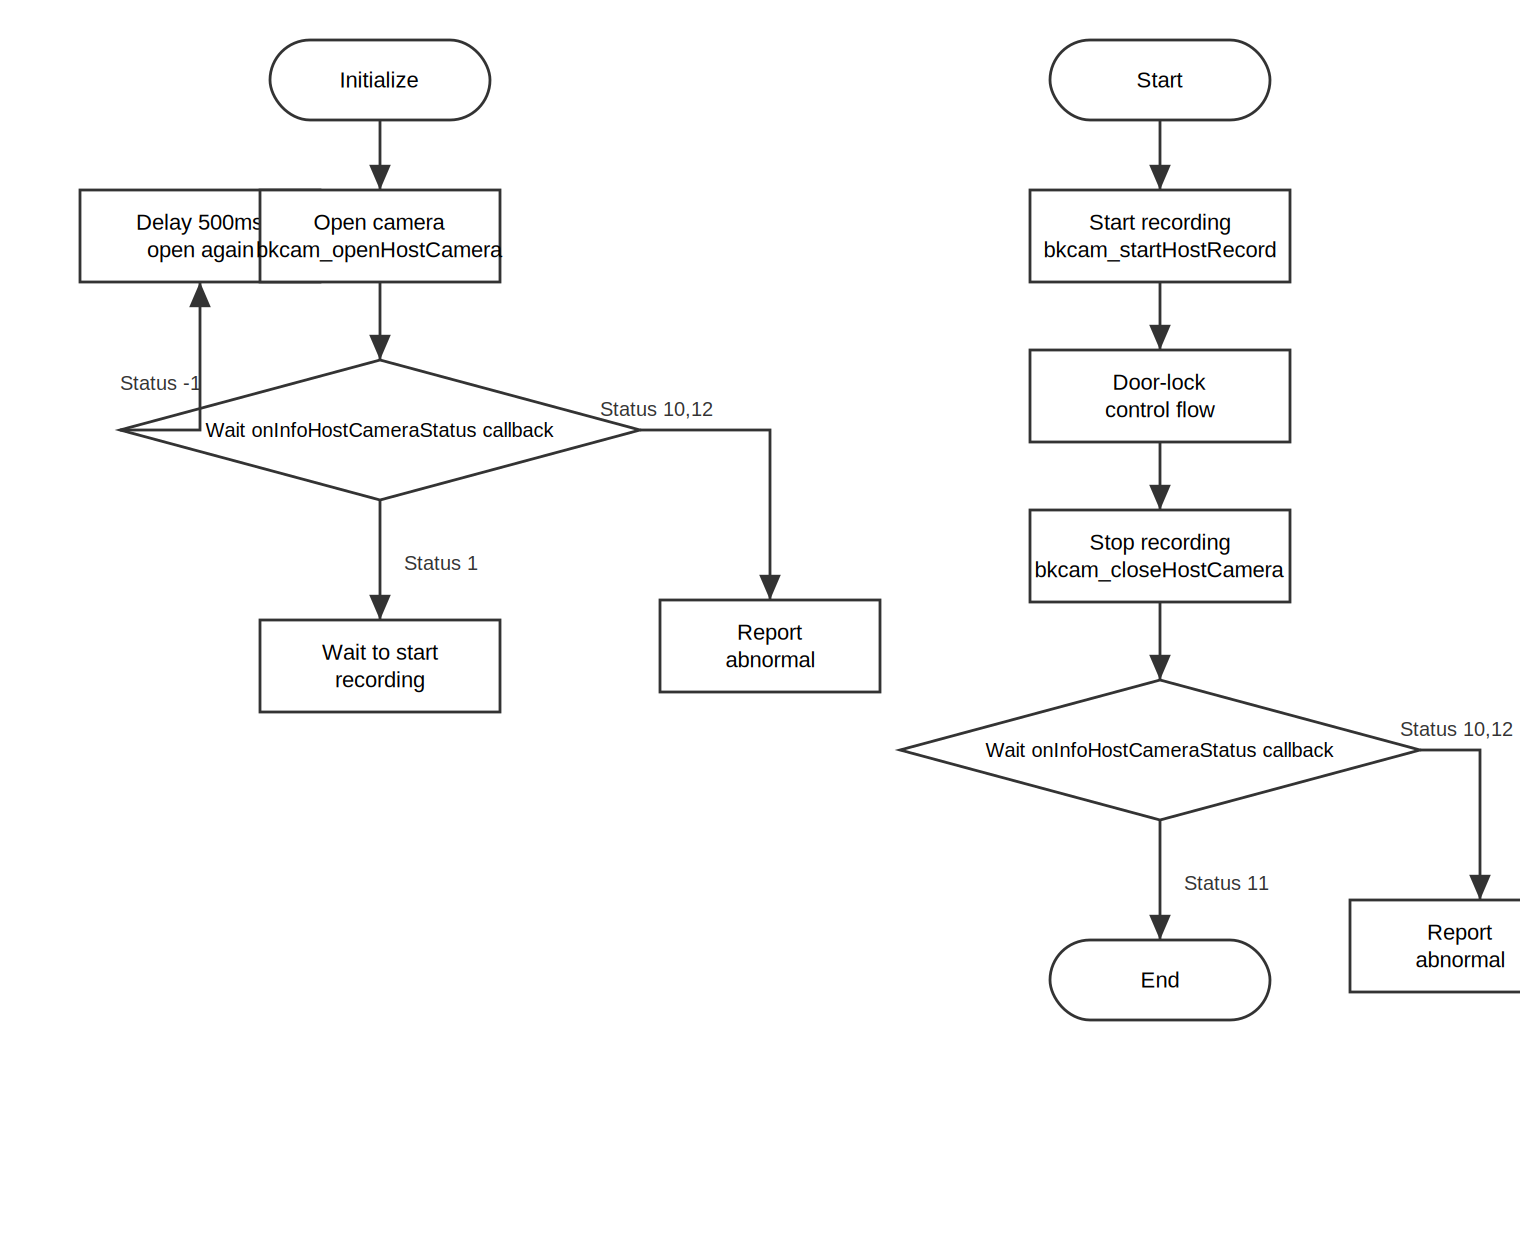 Initialize
Delay 500ms
open again
Open camera
bkcam_openHostCamera
Status -1
Wait onInfoHostCameraStatus callback
Status 10,12
Status 1
Wait to start
recording
Report
abnormal
Start
Start recording
bkcam_startHostRecord
Door-lock
control flow
Stop recording
bkcam_closeHostCamera
Wait onInfoHostCameraStatus callback
Status 10,12
Status 11
Report
abnormal
End